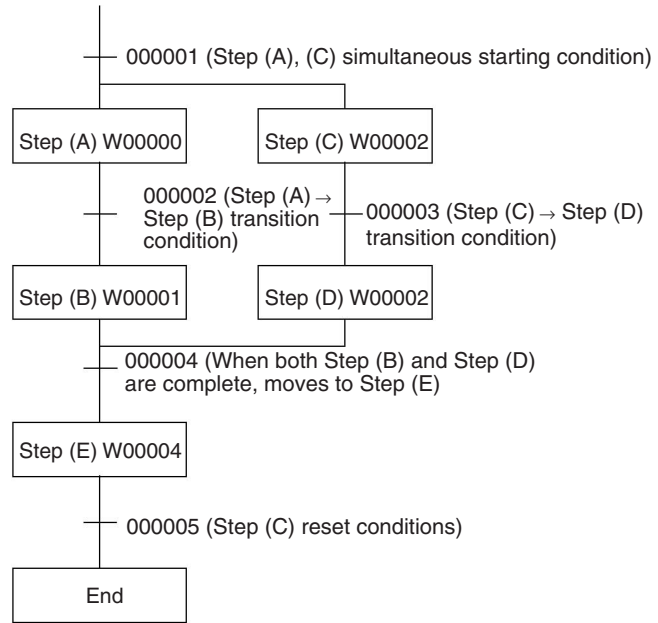 000001 (Step (A), (C) simultaneous starting condition)
Step (A) W00000
Step (C) W00002
000002 (Step (A) →
Step (B) transition
condition)
000003 (Step (C) → Step (D)
transition condition)
Step (B) W00001
Step (D) W00002
000004 (When both Step (B) and Step (D)
are complete, moves to Step (E)
Step (E) W00004
000005 (Step (C) reset conditions)
End